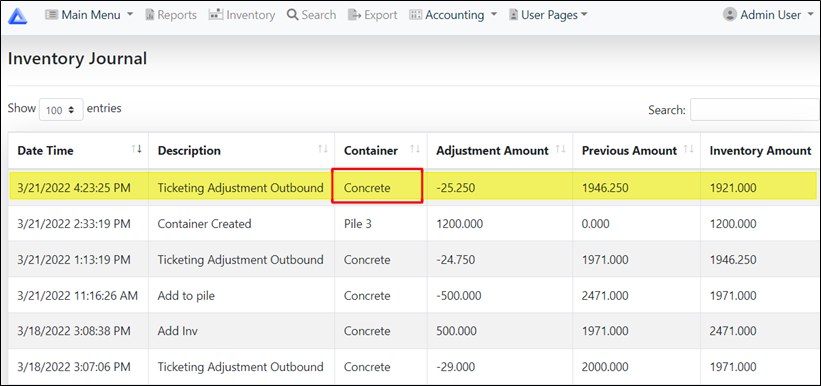 Main Menu Reports Inventory Search Export Accounting User Pages Admin User
Inventory Journal
Show 100 entries Search:
Date Time Description Container Adjustment Amount Previous Amount Inventory Amount
3/21/2022 4:23:25 PM Ticketing Adjustment Outbound Concrete -25.250 1946.250 1921.000
3/21/2022 2:33:19 PM Container Created Pile 3 1200.000 0.000 1200.000
3/21/2022 1:13:19 PM Ticketing Adjustment Outbound Concrete -24.750 1971.000 1946.250
3/21/2022 11:16:26 AM Add to pile Concrete -500.000 2471.000 1971.000
3/18/2022 3:08:38 PM Add Inv Concrete 500.000 1971.000 2471.000
3/18/2022 3:07:06 PM Ticketing Adjustment Outbound Concrete -29.000 2000.000 1971.000